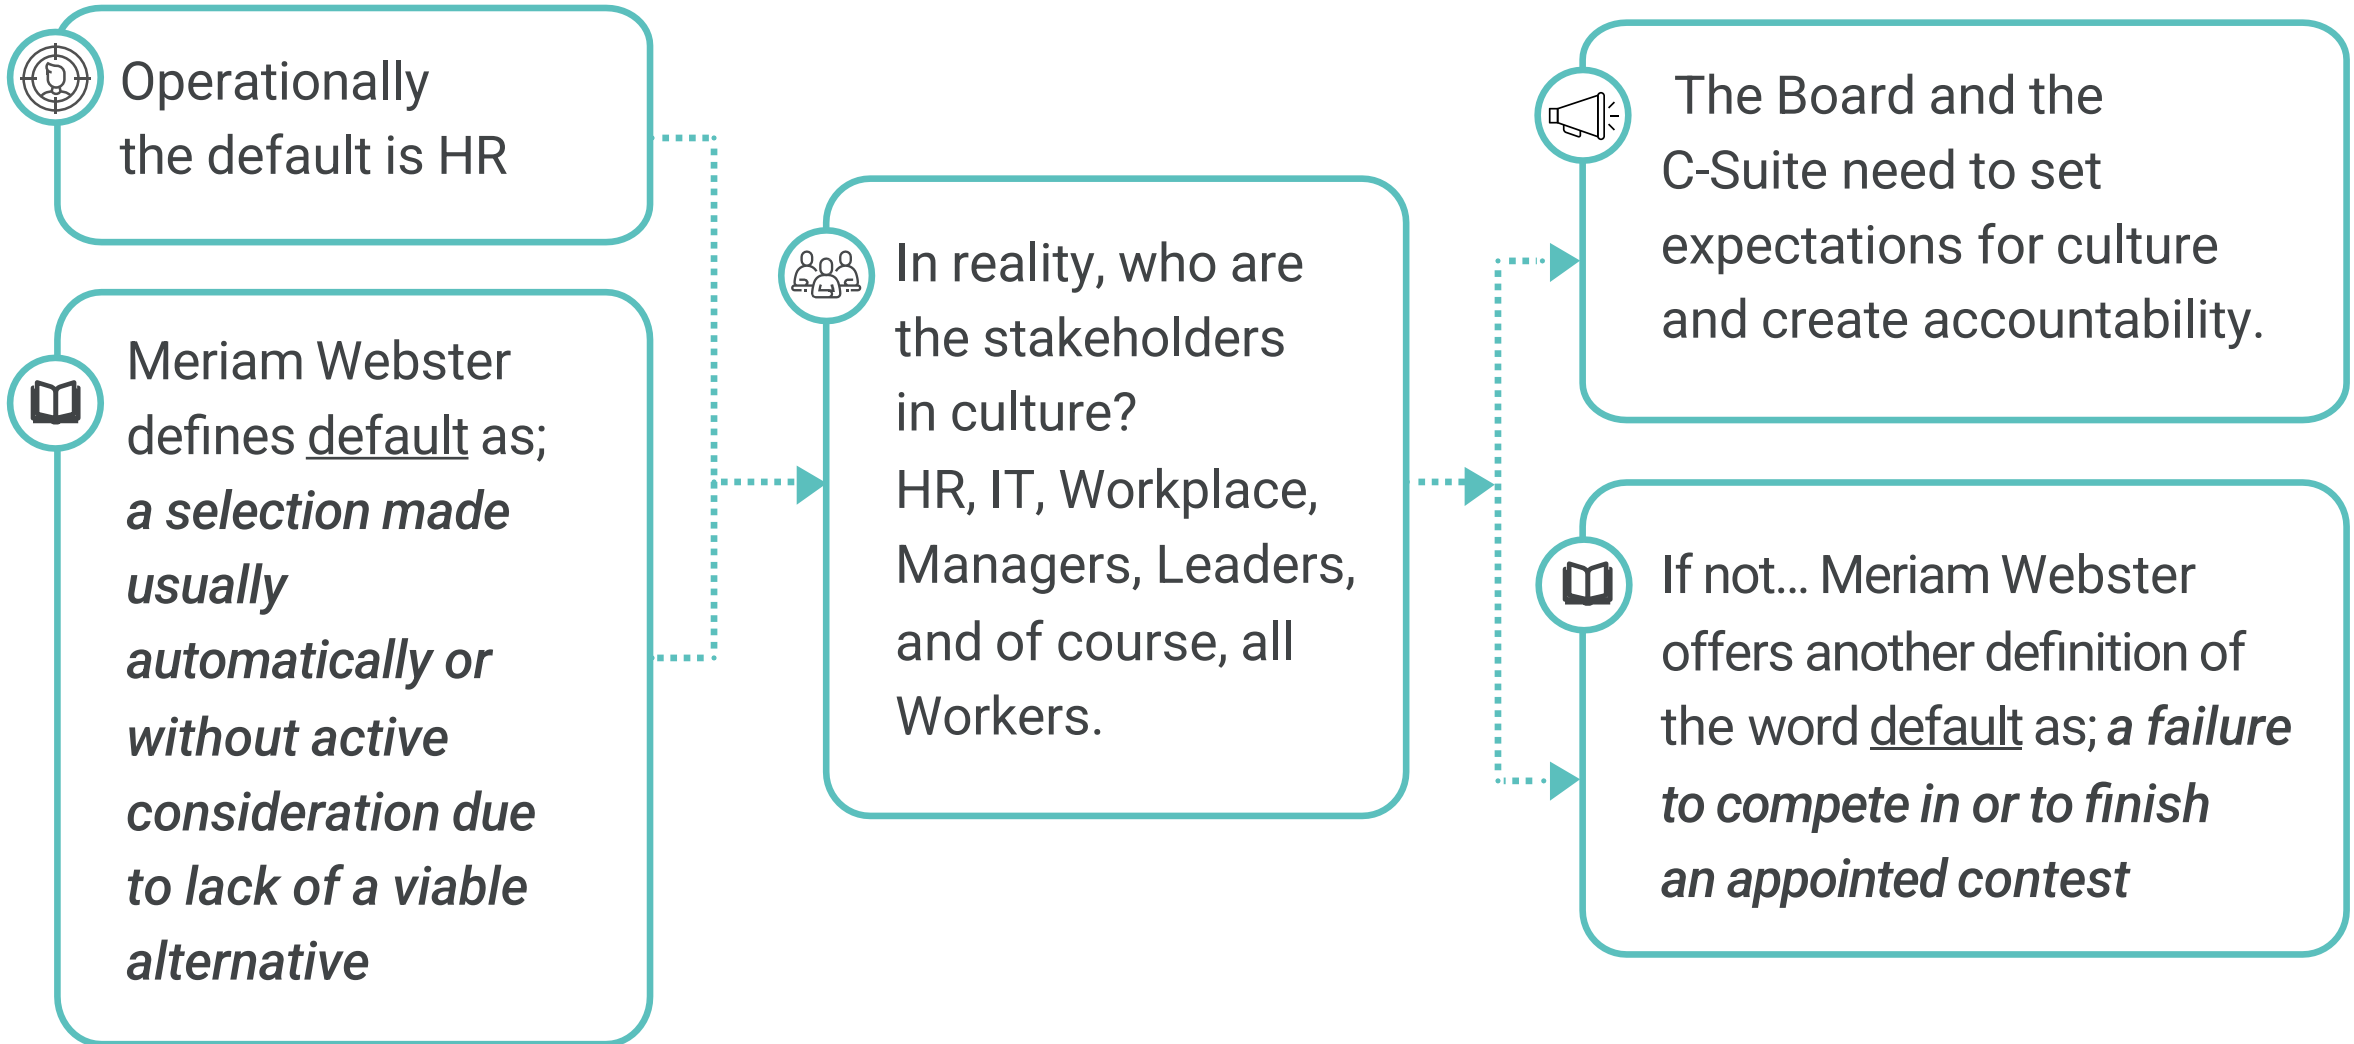 Operationally
the default is HR
Meriam Webster
defines default as;
a selection made
usually
automatically or
without active
consideration due
to lack of a viable
alternative
In reality, who are
the stakeholders
in culture?
HR, IT, Workplace,
Managers, Leaders,
and of course, all
Workers.
The Board and the
C-Suite need to set
expectations for culture
and create accountability.
If not... Meriam Webster
offers another definition of
the word default as; a failure
to compete in or to finish
an appointed contest